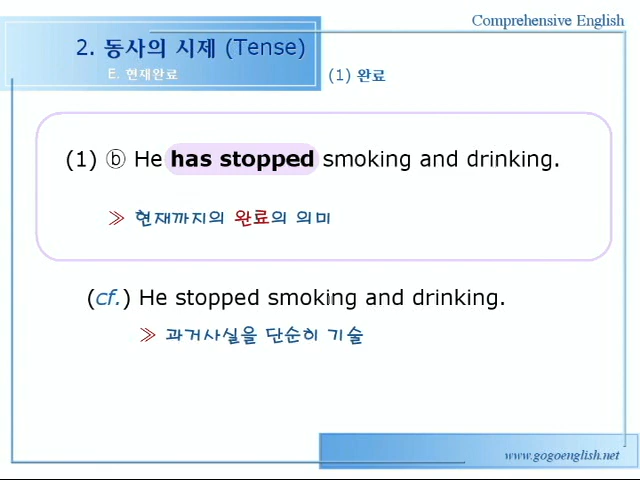 Comprehensive English
2. 동사의 시제 (Tense)
E. 현재완료
(1) 완료
(1) ⓑ He has stopped smoking and drinking.
≫ 현재까지의 완료의 의미
(cf.) He stopped smoking and drinking.
≫ 과거사실을 단순히 기술
www.gogoenglish.net